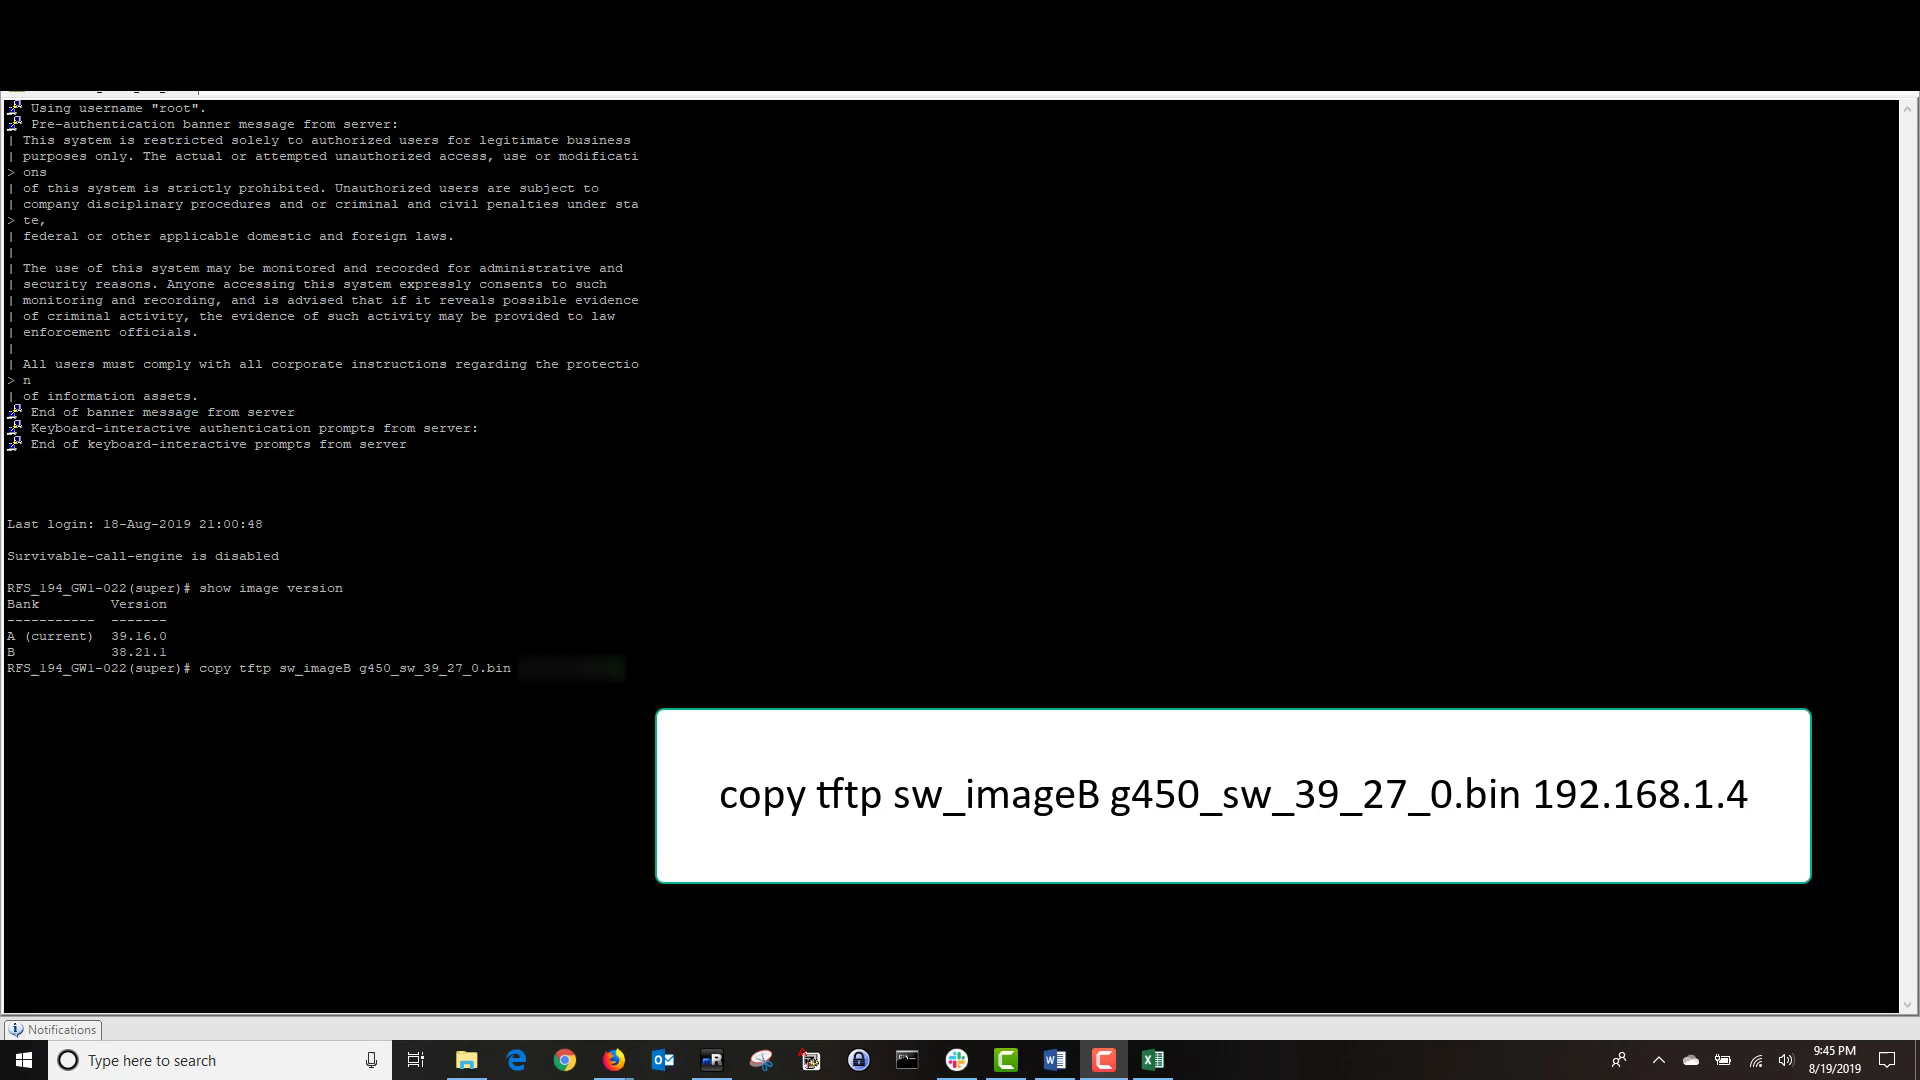 Using username "root".
Pre-authentication banner message from server:
| This system is restricted solely to authorized users for legitimate business
| purposes only. The actual or attempted unauthorized access, use or modificati
> ons
| of this system is strictly prohibited. Unauthorized users are subject to
| company disciplinary procedures and or criminal and civil penalties under sta
> te,
| federal or other applicable domestic and foreign laws.
|
| The use of this system may be monitored and recorded for administrative and
| security reasons. Anyone accessing this system expressly consents to such
| monitoring and recording, and is advised that if it reveals possible evidence
| of criminal activity, the evidence of such activity may be provided to law
| enforcement officials.
|
| All users must comply with all corporate instructions regarding the protectio
> n
| of information assets.
End of banner message from server
Keyboard-interactive authentication prompts from server:
End of keyboard-interactive prompts from server
Last login: 18-Aug-2019 21:00:48
Survivable-call-engine is disabled
RFS_194_GW1-022(super)# show image version
Bank Version
----------- -------
A (current) 39.16.0
B 38.21.1
RFS_194_GW1-022(super)# copy tftp sw_imageB g450_sw_39_27_0.bin
copy tftp sw_imageB g450_sw_39_27_0.bin 192.168.1.4
Notifications
Type here to search
9:45 PM
8/19/2019